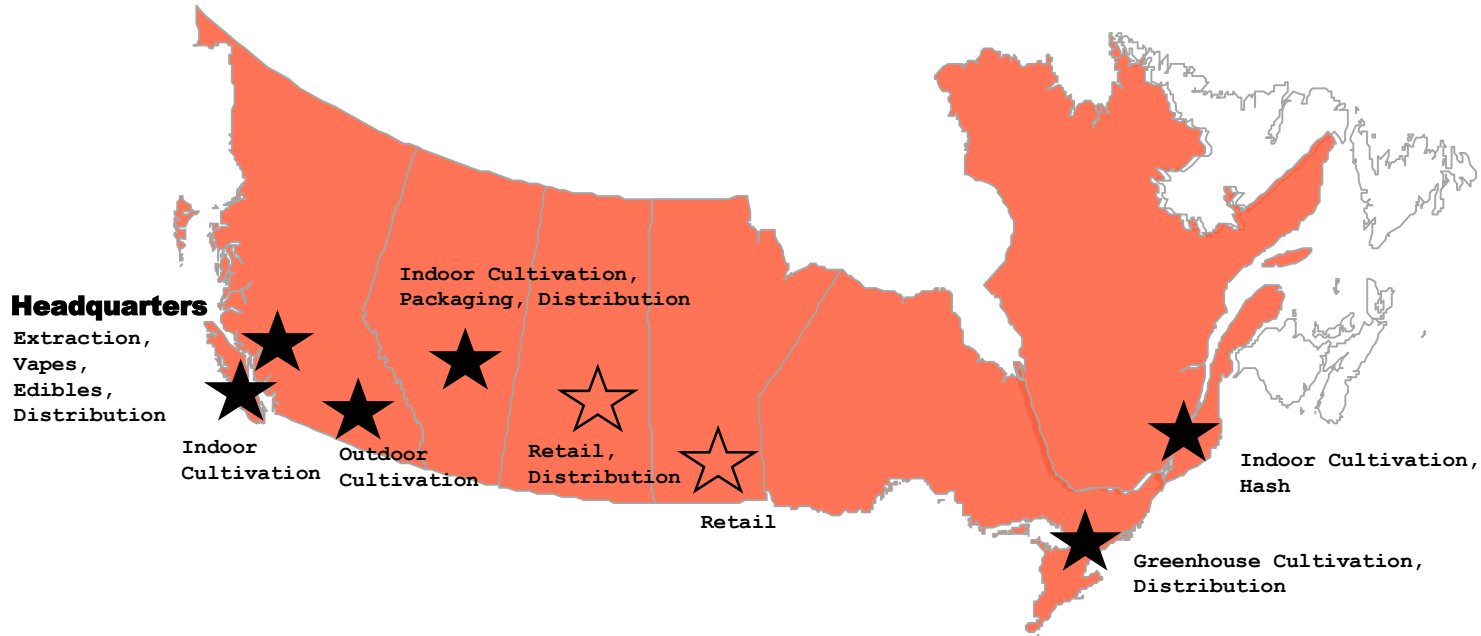 Headquarters
Extraction,
Vapes,
Edibles,
Distribution
Indoor
Cultivation
Outdoor
Cultivation
Indoor Cultivation,
Packaging, Distribution
Retail,
Distribution
Retail
Indoor Cultivation,
Hash
Greenhouse Cultivation,
Distribution